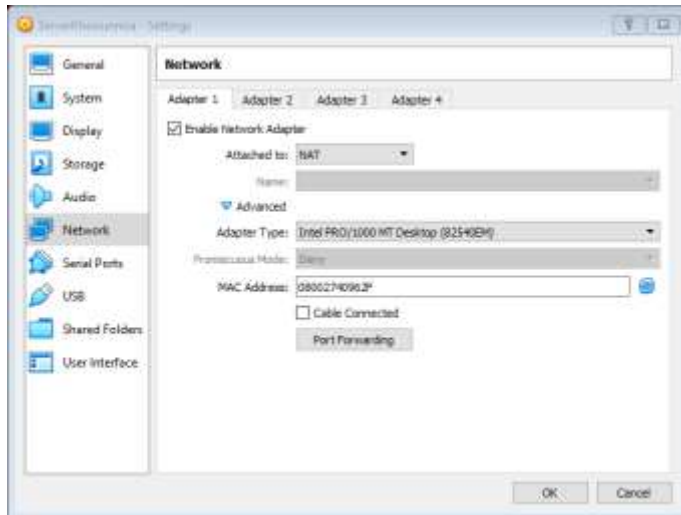 Settings
General
Network
System
Adapter 1 Adapter 2 Adapter 3 Adapter 4
Display
Enable Network Adapter
Storage
Attached to: NAT
Name:
Audio
Advanced
Network
Adapter Type: Intel PRO/1000 MT Desktop (82540EM)
Serial Ports
Promiscuous Mode: Deny
USB
MAC Address: 08002740962F
Cable Connected
Shared Folders
Port Forwarding
User Interface
OK Cancel